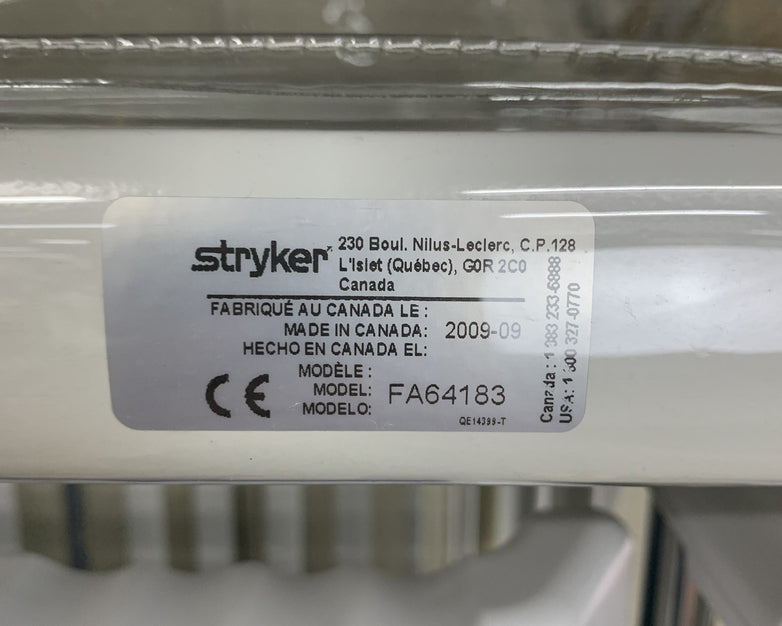 stryker
230 Boul. Nilus-Leclerc, C.P.128
L'Islet (Québec), G0R 2C0
Canada
FABRIQUÉ AU CANADA LE :
MADE IN CANADA: 2009-09
HECHO EN CANADA EL:
MODÈLE :
MODEL: FA64183
MODELO:
CE
QE14399-T
Canada : 1 233-6888
USA: 1 327-0770